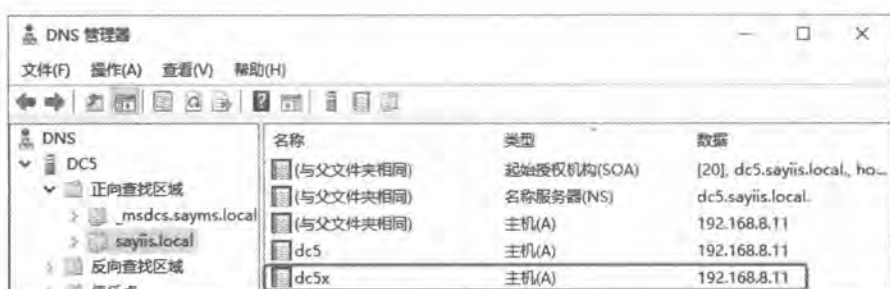 DNS 管理器
文件(F) 操作(A) 查看(V) 帮助(H)
DNS
DC5
正向查找区域
_msdcs.sayms.local
sayiis.local
反向查找区域
名称 类型 数据
(与父文件夹相同) 起始授权机构(SOA) [20], dc5.sayiis.local., ho...
(与父文件夹相同) 名称服务器(NS) dc5.sayiis.local.
(与父文件夹相同) 主机(A) 192.168.8.11
dc5 主机(A) 192.168.8.11
dc5x 主机(A) 192.168.8.11